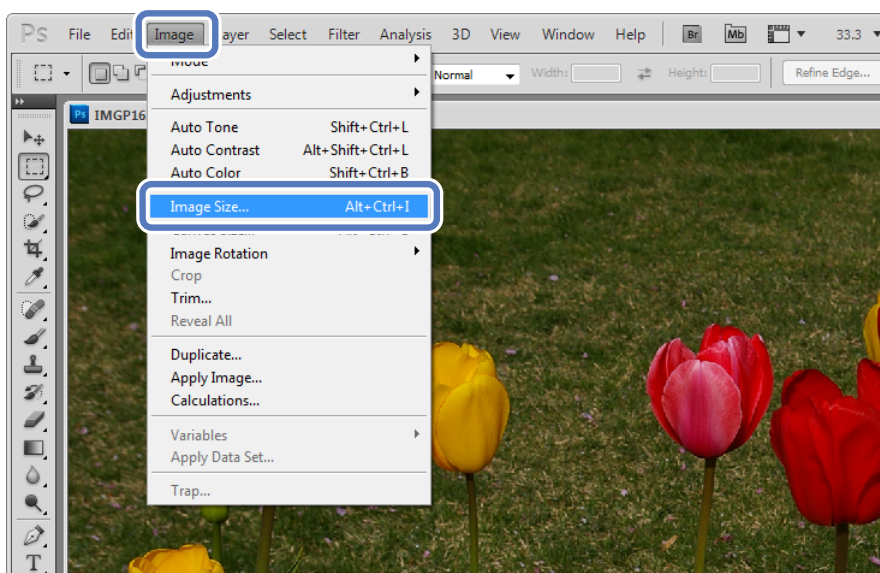 Ps File Edit Image Layer Select Filter Analysis 3D View Window Help Br Mb 33.3
Normal Width: Height: Refine Edge...
Ps IMGP16
Mode
Adjustments
Auto Tone Shift+Ctrl+L
Auto Contrast Alt+Shift+Ctrl+L
Auto Color Shift+Ctrl+B
Image Size... Alt+Ctrl+I
Image Rotation
Crop
Trim...
Reveal All
Duplicate...
Apply Image...
Calculations...
Variables
Apply Data Set...
Trap...
T